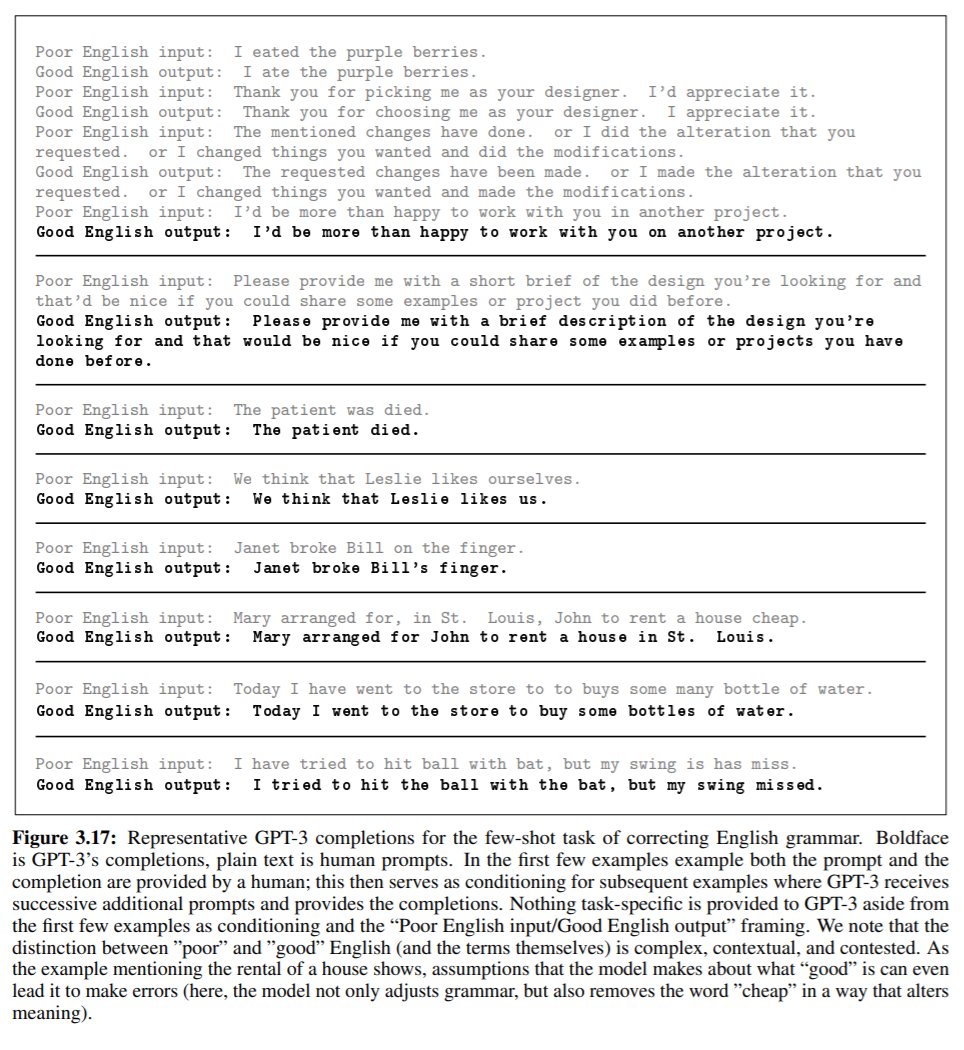 Poor English input: I eated the purple berries.
Good English output: I ate the purple berries.
Poor English input: Thank you for picking me as your designer. I'd appreciate it.
Good English output: Thank you for choosing me as your designer. I appreciate it.
Poor English input: The mentioned changes have done. or I did the alteration that you
requested. or I changed things you wanted and did the modifications.
Good English output: The requested changes have been made. or I made the alteration that you
requested. or I changed things you wanted and made the modifications.
Poor English input: I'd be more than happy to work with you in another project.
Good English output: I'd be more than happy to work with you on another project.
Poor English input: Please provide me with a short brief of the design you're looking for and
that'd be nice if you could share some examples or project you did before.
Good English output: Please provide me with a brief description of the design you're
looking for and that would be nice if you could share some examples or projects you have
done before.
Poor English input: The patient was died.
Good English output: The patient died.
Poor English input: We think that Leslie likes ourselves.
Good English output: We think that Leslie likes us.
Poor English input: Janet broke Bill on the finger.
Good English output: Janet broke Bill's finger.
Poor English input: Mary arranged for, in St. Louis, John to rent a house cheap.
Good English output: Mary arranged for John to rent a house in St. Louis.
Poor English input: Today I have went to the store to to buys some many bottle of water.
Good English output: Today I went to the store to buy some bottles of water.
Poor English input: I have tried to hit ball with bat, but my swing is has miss.
Good English output: I tried to hit the ball with the bat, but my swing missed.
Figure 3.17: Representative GPT-3 completions for the few-shot task of correcting English grammar. Boldface
is GPT-3's completions, plain text is human prompts. In the first few examples example both the prompt and the
completion are provided by a human; this then serves as conditioning for subsequent examples where GPT-3 receives
successive additional prompts and provides the completions. Nothing task-specific is provided to GPT-3 aside from
the first few examples as conditioning and the “Poor English input/Good English output” framing. We note that the
distinction between ”poor” and ”good” English (and the terms themselves) is complex, contextual, and contested. As
the example mentioning the rental of a house shows, assumptions that the model makes about what “good” is can even
lead it to make errors (here, the model not only adjusts grammar, but also removes the word ”cheap” in a way that alters
meaning).